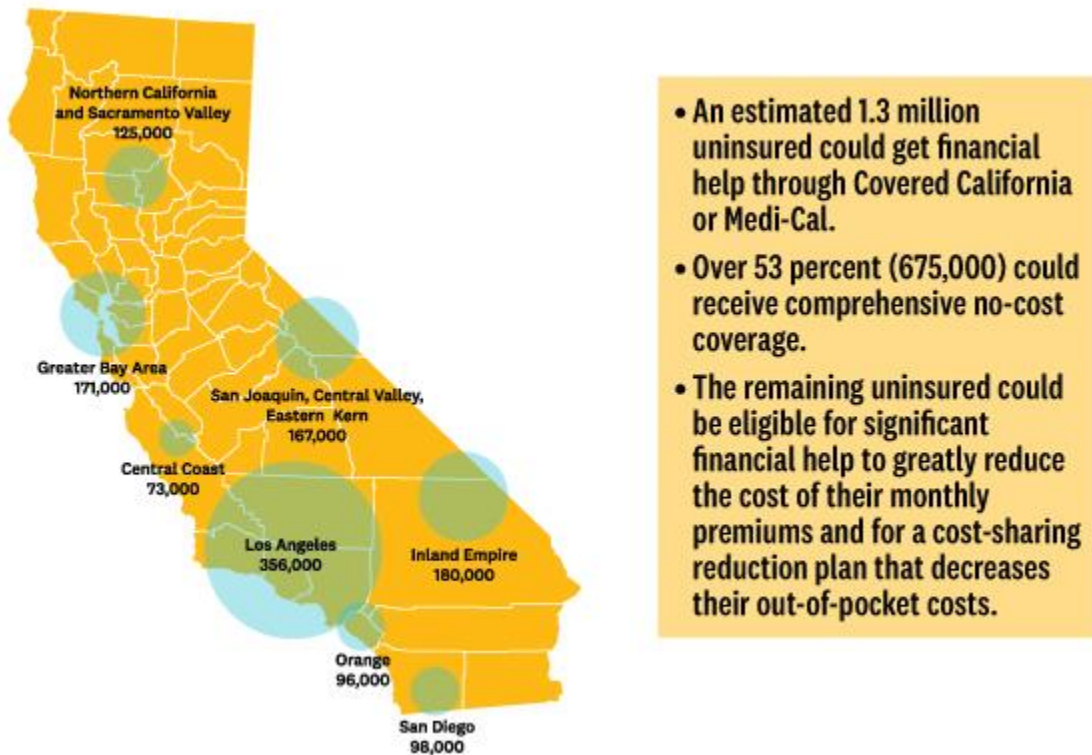 Northern California
and Sacramento Valley
125,000
Greater Bay Area
171,000
San Joaquin, Central Valley,
Eastern Kern
167,000
Central Coast
73,000
Los Angeles
356,000
Inland Empire
180,000
Orange
96,000
San Diego
98,000
• An estimated 1.3 million
uninsured could get financial
help through Covered California
or Medi-Cal.
• Over 53 percent (675,000) could
receive comprehensive no-cost
coverage.
• The remaining uninsured could
be eligible for significant
financial help to greatly reduce
the cost of their monthly
premiums and for a cost-sharing
reduction plan that decreases
their out-of-pocket costs.